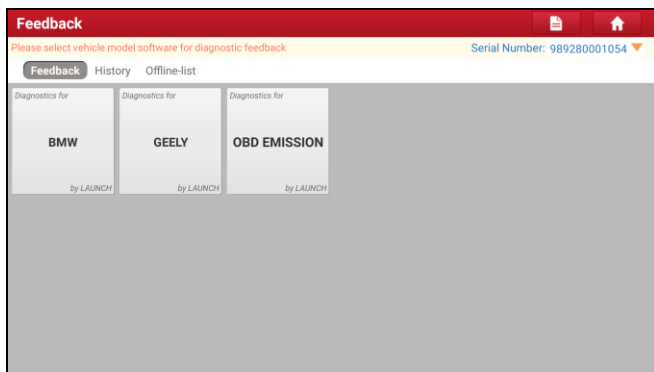 Feedback
Please select vehicle model software for diagnostic feedback
Serial Number: 989280001054
Feedback History Offline-list
Diagnostics for Diagnostics for Diagnostics for
BMW GEELY OBD EMISSION
by LAUNCH by LAUNCH by LAUNCH